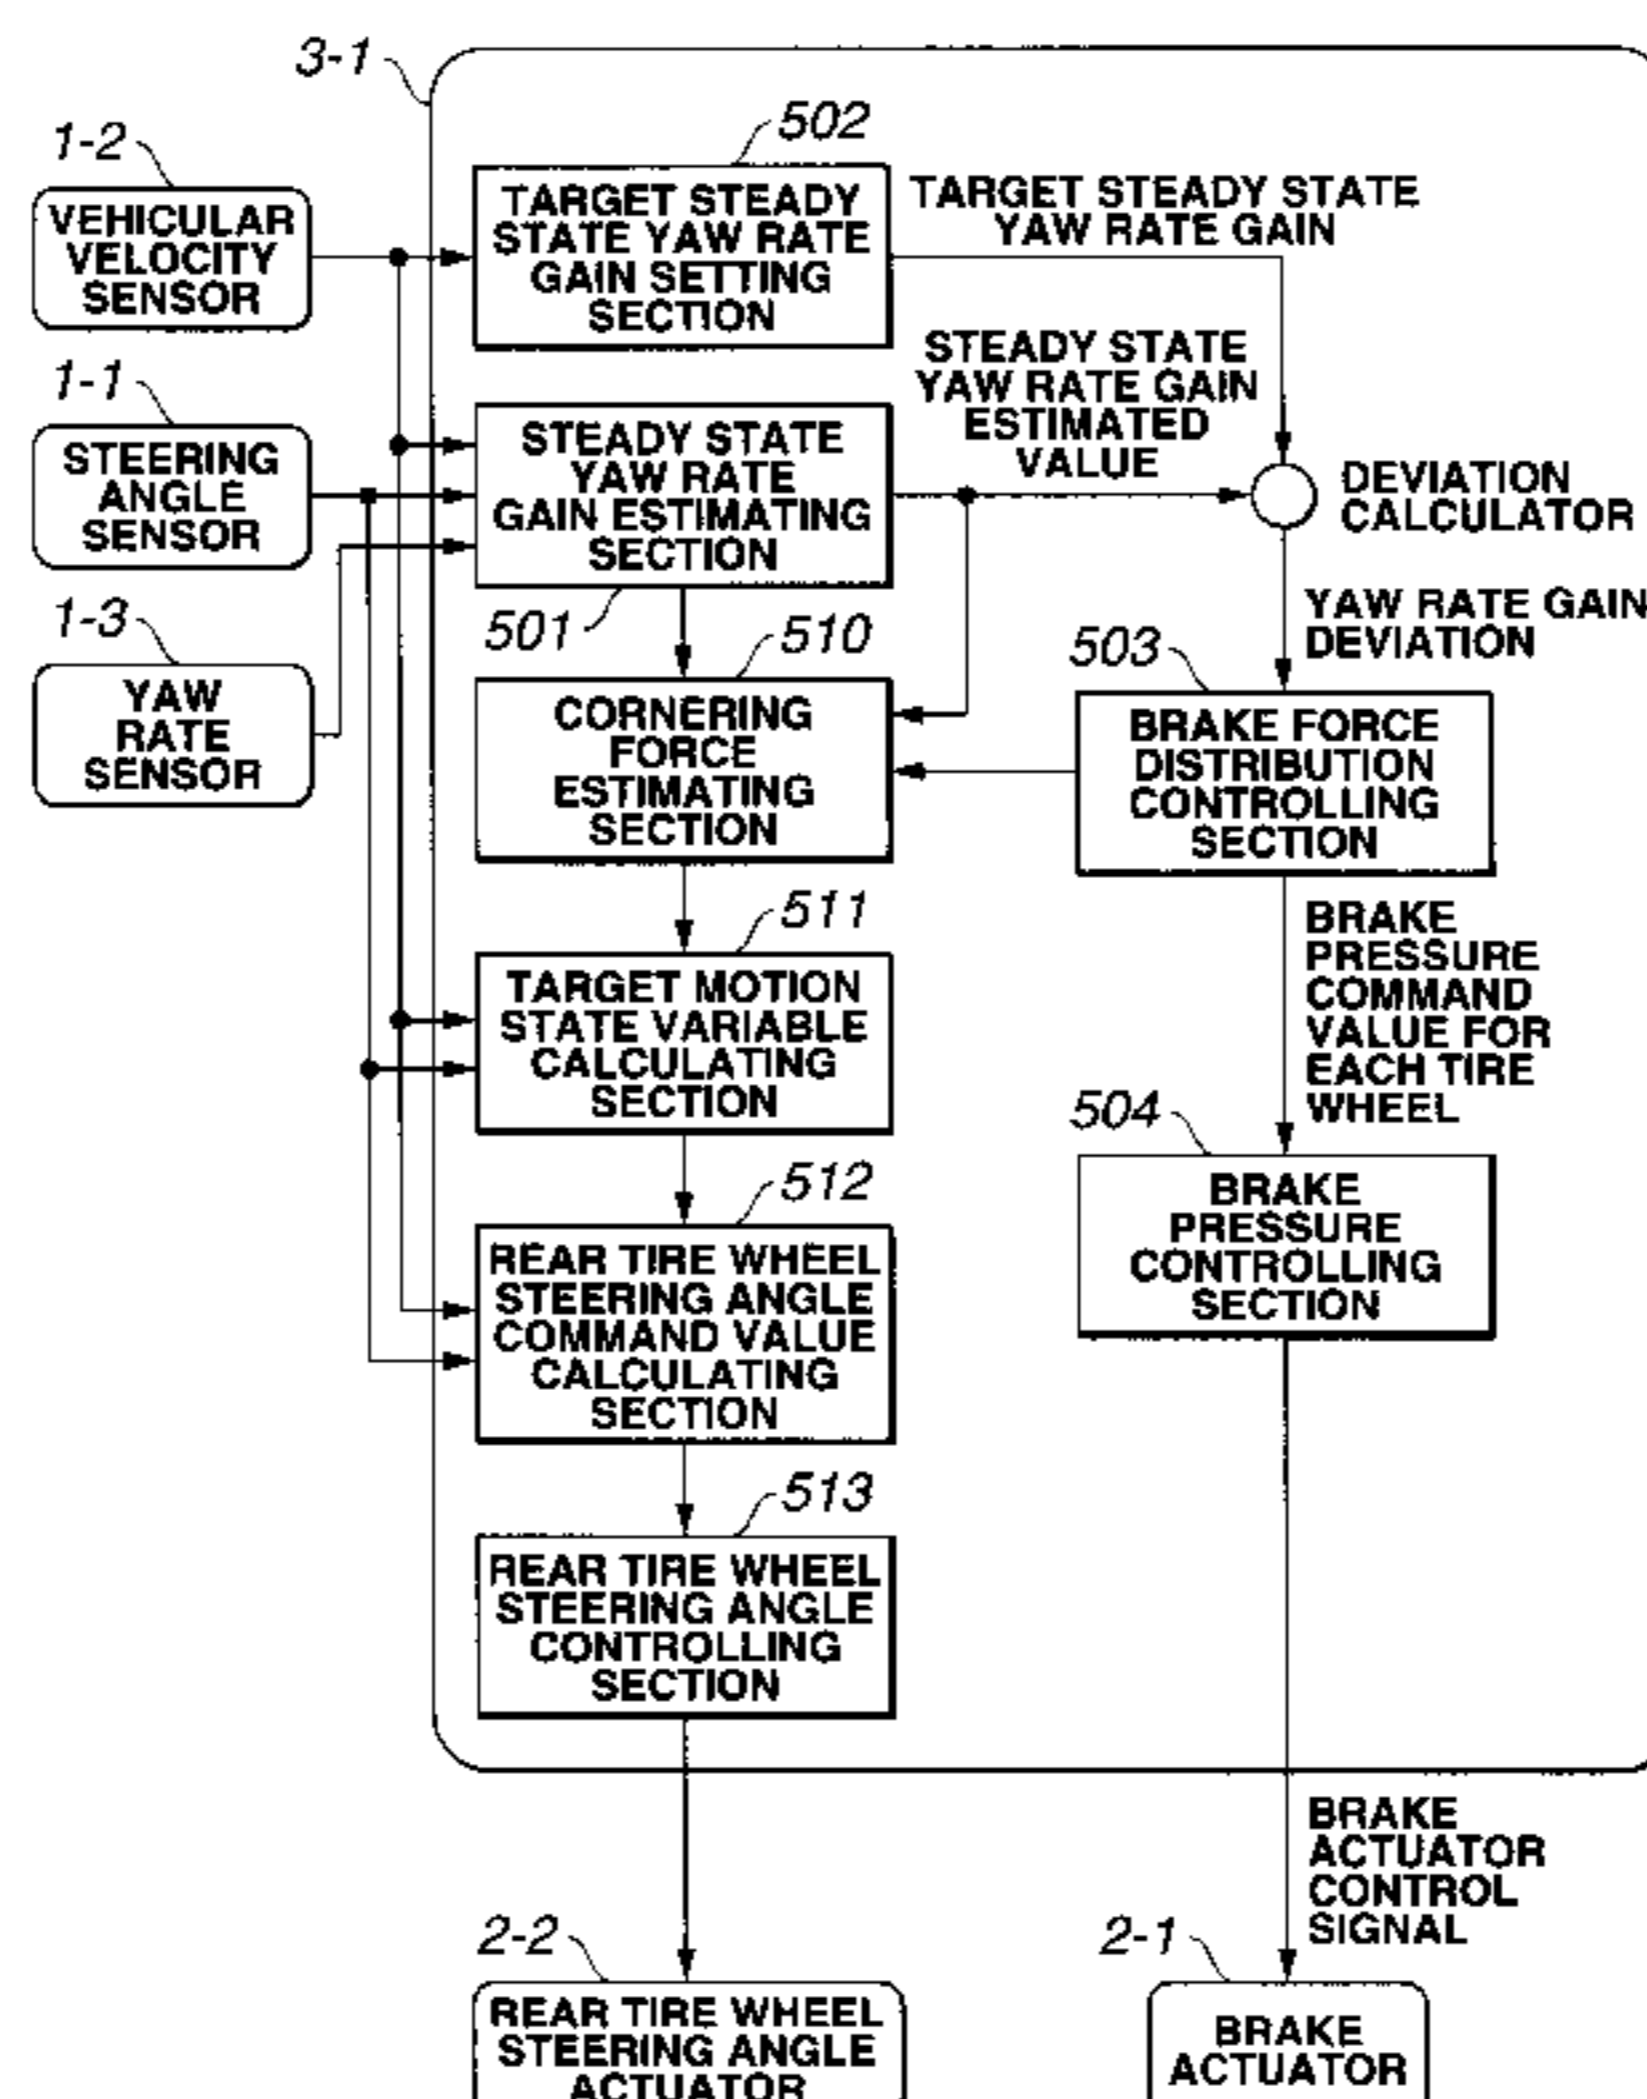 3-1
1-2
VEHICULAR
VELOCITY
SENSOR
502
TARGET STEADY
STATE YAW RATE
GAIN SETTING
SECTION
TARGET STEADY STATE
YAW RATE GAIN
1-1
STEERING
ANGLE
SENSOR
STEADY STATE
YAW RATE
GAIN ESTIMATING
SECTION
501
STEADY STATE
YAW RATE GAIN
ESTIMATED
VALUE
DEVIATION
CALCULATOR
YAW RATE GAIN
DEVIATION
1-3
YAW
RATE
SENSOR
510
CORNERING
FORCE
ESTIMATING
SECTION
503
BRAKE FORCE
DISTRIBUTION
CONTROLLING
SECTION
511
TARGET MOTION
STATE VARIABLE
CALCULATING
SECTION
BRAKE
PRESSURE
COMMAND
VALUE FOR
EACH TIRE
WHEEL
504
BRAKE
PRESSURE
CONTROLLING
SECTION
512
REAR TIRE WHEEL
STEERING ANGLE
COMMAND VALUE
CALCULATING
SECTION
513
REAR TIRE WHEEL
STEERING ANGLE
CONTROLLING
SECTION
BRAKE
ACTUATOR
CONTROL
SIGNAL
2-2
REAR TIRE WHEEL
STEERING ANGLE
ACTUATOR
2-1
BRAKE
ACTUATOR